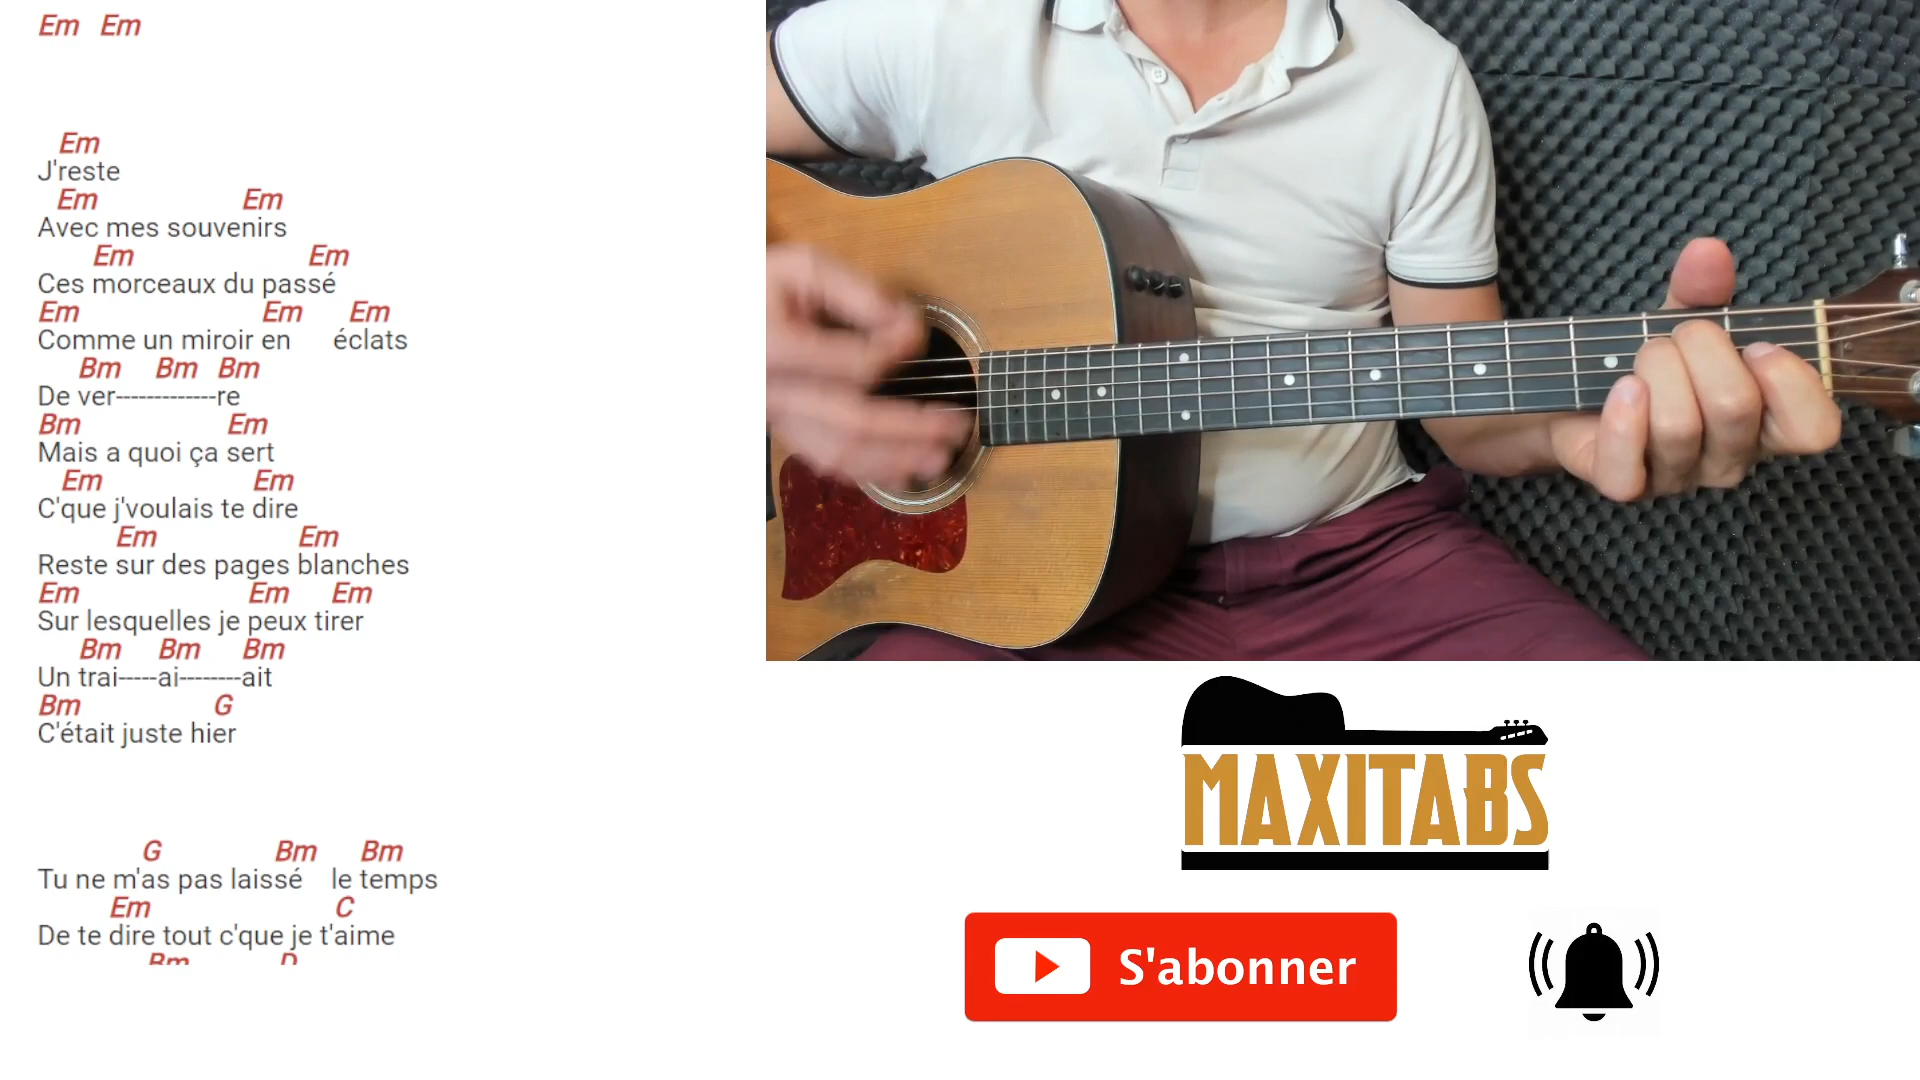 Em Em
Em
J'reste
Em Em
Avec mes souvenirs
Em Em
Ces morceaux du passé
Em Em Em
Comme un miroir en éclats
Bm Bm Bm
De ver-------------re
Bm Em
Mais a quoi ça sert
Em Em
C'que j'voulais te dire
Em Em
Reste sur des pages blanches
Em Em Em
Sur lesquelles je peux tirer
Bm Bm Bm
Un trai-----ai--------ait
Bm G
C'était juste hier
G Bm Bm
Tu ne m'as pas laissé le temps
Em C
De te dire tout c'que je t'aime
Bm D
MAXITABS
S'abonner